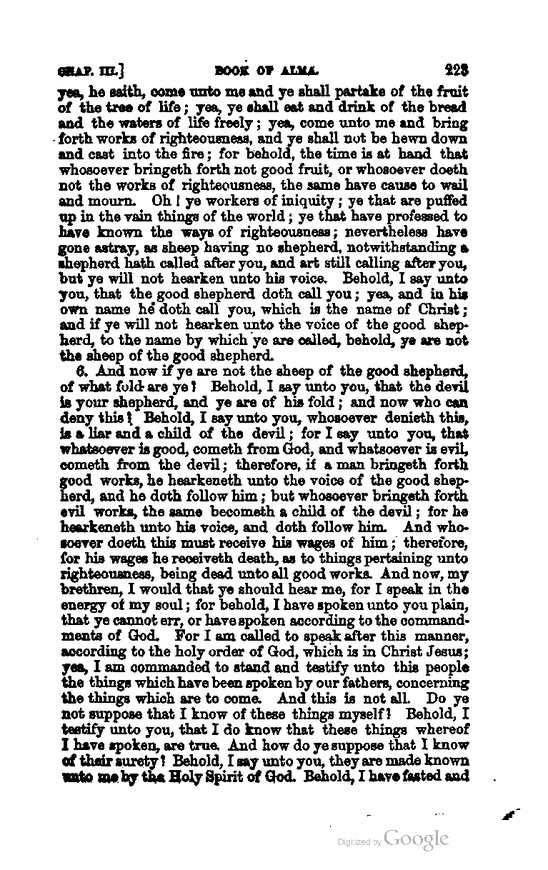 CHAP. III.] BOOK OF ALMA. 223
yea, he saith, come unto me and ye shall partake of the fruit
of the tree of life; yea, ye shall eat and drink of the bread
and the waters of life freely; yea, come unto me and bring
forth works of righteousness, and ye shall not be hewn down
and cast into the fire; for behold, the time is at hand that
whosoever bringeth forth not good fruit, or whosoever doeth
not the works of righteousness, the same have cause to wail
and mourn. Oh! ye workers of iniquity; ye that are puffed
up in the vain things of the world; ye that have professed to
have known the ways of righteousness; nevertheless have
gone astray, as sheep having no shepherd, notwithstanding a
shepherd hath called after you, and art still calling after you,
but ye will not hearken unto his voice. Behold, I say unto
you, that the good shepherd doth call you; yea, and in his
own name he doth call you, which is the name of Christ;
and if ye will not hearken unto the voice of the good shep-
herd, to the name by which ye are called, behold, ye are not
the sheep of the good shepherd.
6. And now if ye are not the sheep of the good shepherd,
of what fold are ye? Behold, I say unto you, that the devil
is your shepherd, and ye are of his fold; and now who can
deny this? Behold, I say unto you, whosoever denieth this,
is a liar and a child of the devil; for I say unto you, that
whatsoever is good, cometh from God, and whatsoever is evil,
cometh from the devil; therefore, if a man bringeth forth
good works, he hearkeneth unto the voice of the good shep-
herd, and he doth follow him; but whosoever bringeth forth
evil works, the same becometh a child of the devil; for he
hearkeneth unto his voice, and doth follow him. And who-
soever doeth this must receive his wages of him; therefore,
for his wages he receiveth death, as to things pertaining unto
righteousness, being dead unto all good works. And now, my
brethren, I would that ye should hear me, for I speak in the
energy of my soul; for behold, I have spoken unto you plain,
that ye cannot err, or have spoken according to the command-
ments of God. For I am called to speak after this manner,
according to the holy order of God, which is in Christ Jesus;
yea, I am commanded to stand and testify unto this people
the things which have been spoken by our fathers, concerning
the things which are to come. And this is not all. Do ye
not suppose that I know of these things myself? Behold, I
testify unto you, that I do know that these things whereof
I have spoken, are true. And how do ye suppose that I know
of their surety? Behold, I say unto you, they are made known
unto me by the Holy Spirit of God. Behold, I have fasted and
Digitized by Google